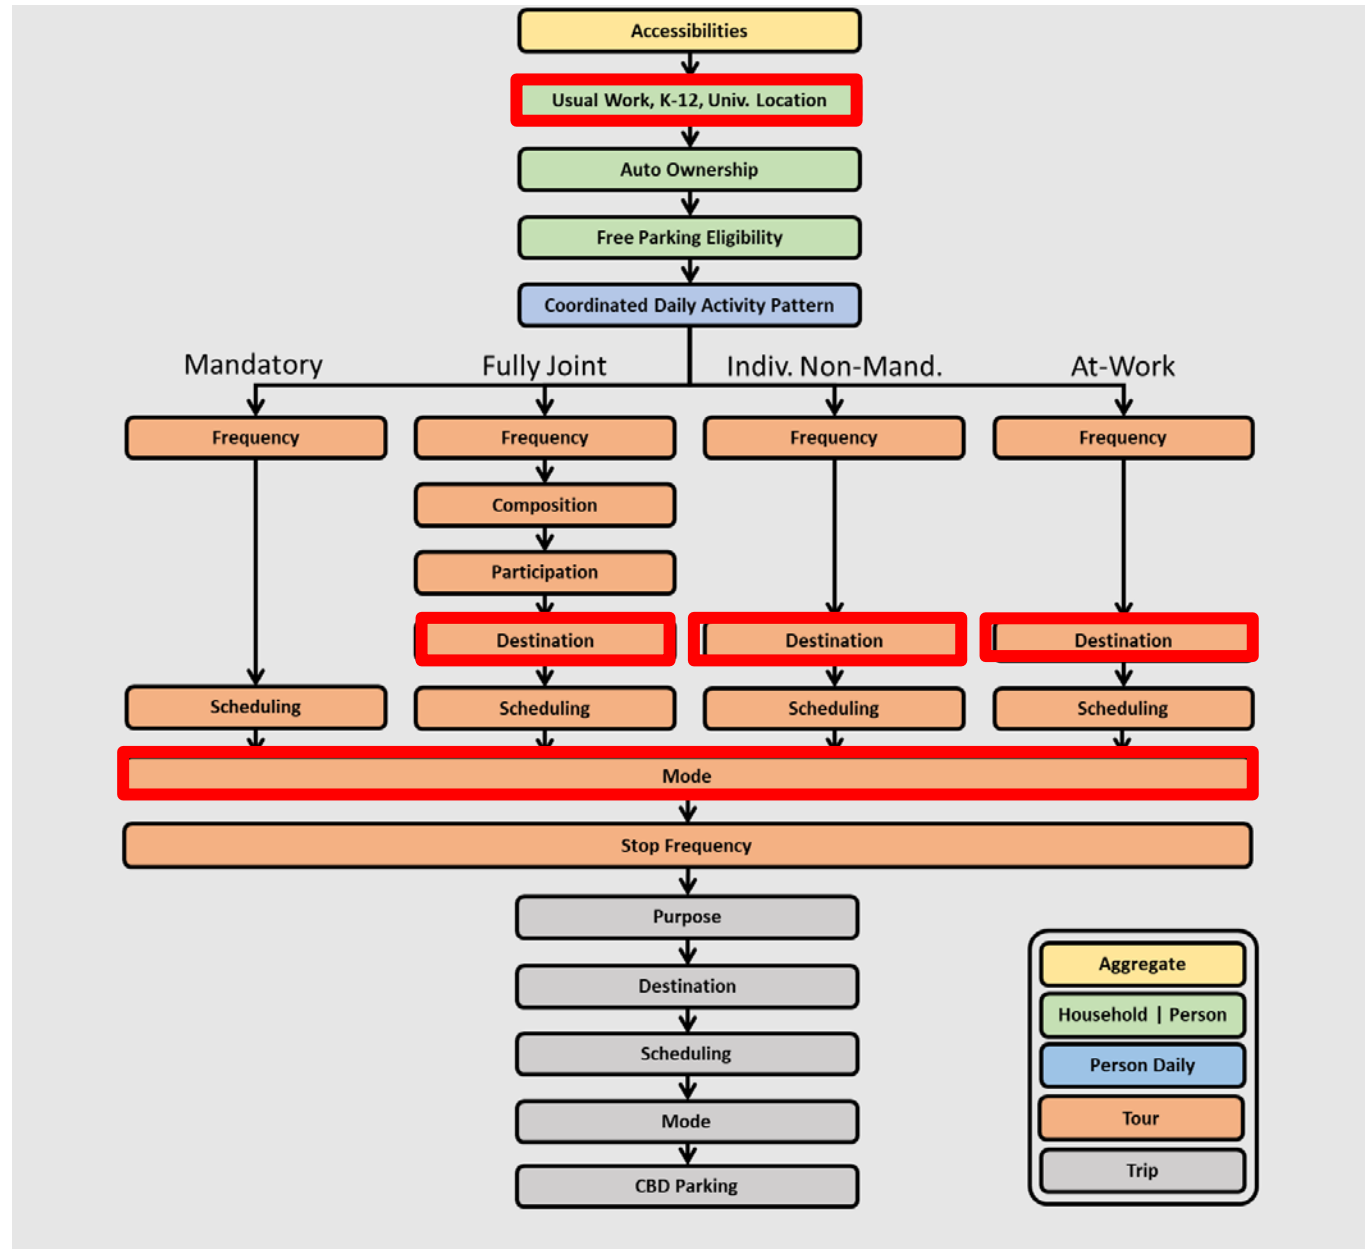 Accessibilities
Usual Work, K-12, Univ. Location
Auto Ownership
Free Parking Eligibility
Coordinated Daily Activity Pattern
Mandatory
Fully Joint
Indiv. Non-Mand.
At-Work
Frequency
Frequency
Frequency
Frequency
Composition
Participation
Destination
Destination
Destination
Scheduling
Scheduling
Scheduling
Scheduling
Mode
Stop Frequency
Purpose
Destination
Scheduling
Mode
CBD Parking
Aggregate
Household | Person
Person Daily
Tour
Trip